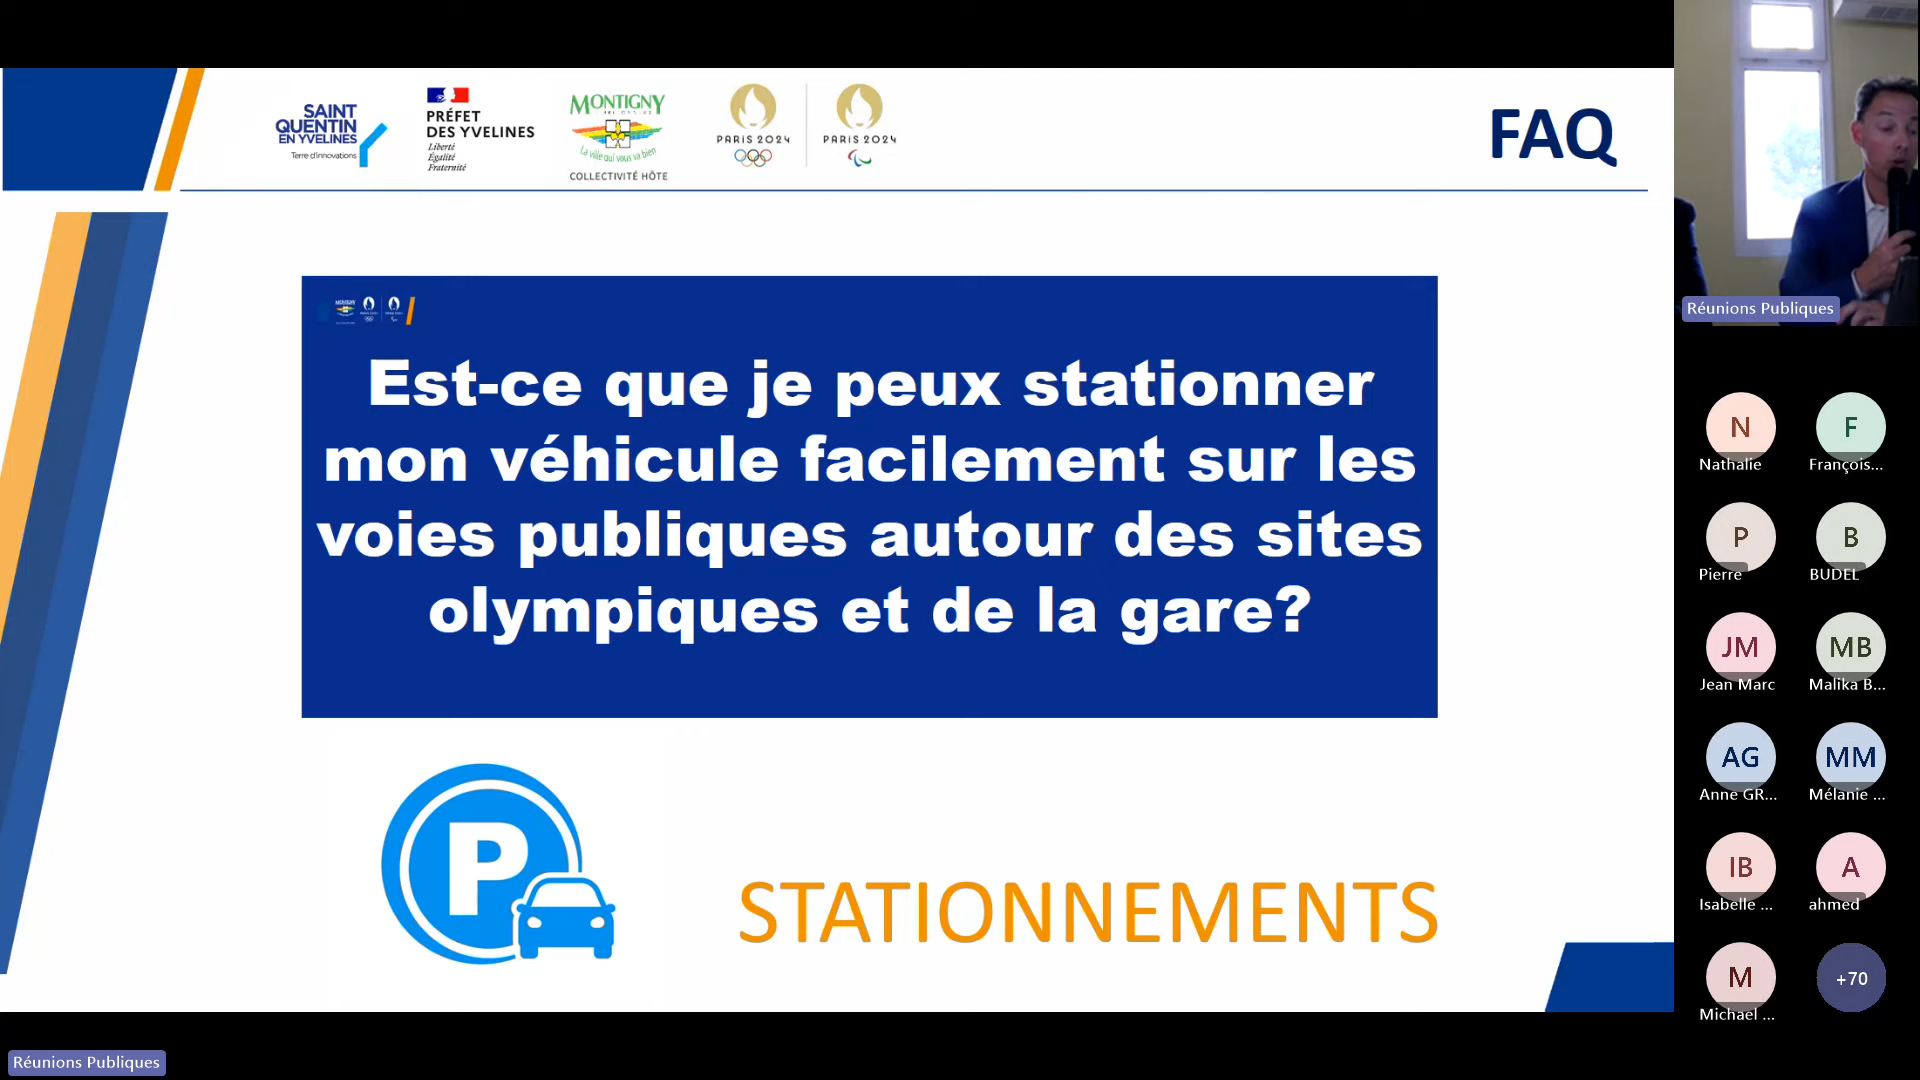 SAINT
QUENTIN
EN YVELINES
Terre d'innovations
PRÉFET
DES YVELINES
Liberté
Égalité
Fraternité
MONTIGNY
La ville qui vous va bien
COLLECTIVITÉ HÔTE
PARIS 2024
PARIS 2024
FAQ
Est-ce que je peux stationner
mon véhicule facilement sur les
voies publiques autour des sites
olympiques et de la gare?
P
STATIONNEMENTS
Réunions Publiques
N
Nathalie
F
François...
P
Pierre
B
BUDEL
JM
Jean Marc
MB
Malika B...
AG
Anne GR...
MM
Mélanie ...
IB
Isabelle ...
A
ahmed
M
Michael ...
+70
Réunions Publiques